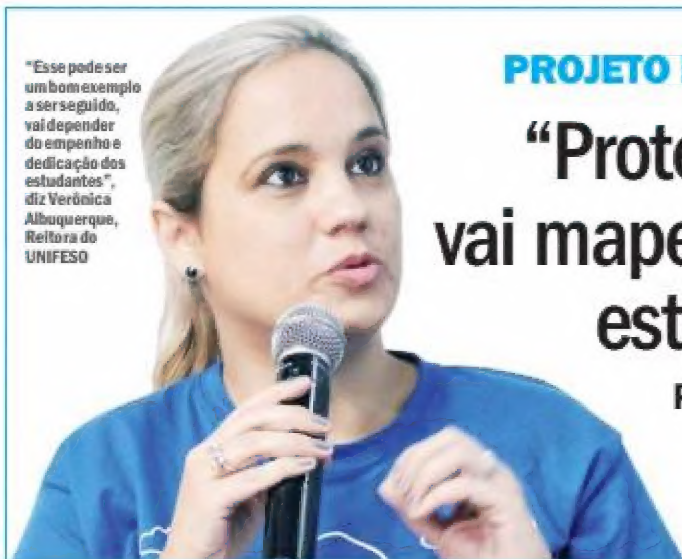 "Esse pode ser
um bom exemplo
a ser seguido,
vai depender
do empenho e
dedicação dos
estudantes",
diz Verônica
Albuquerque,
Reitora do
UNIFESO
PROJETO
“Prote
vai mape
est